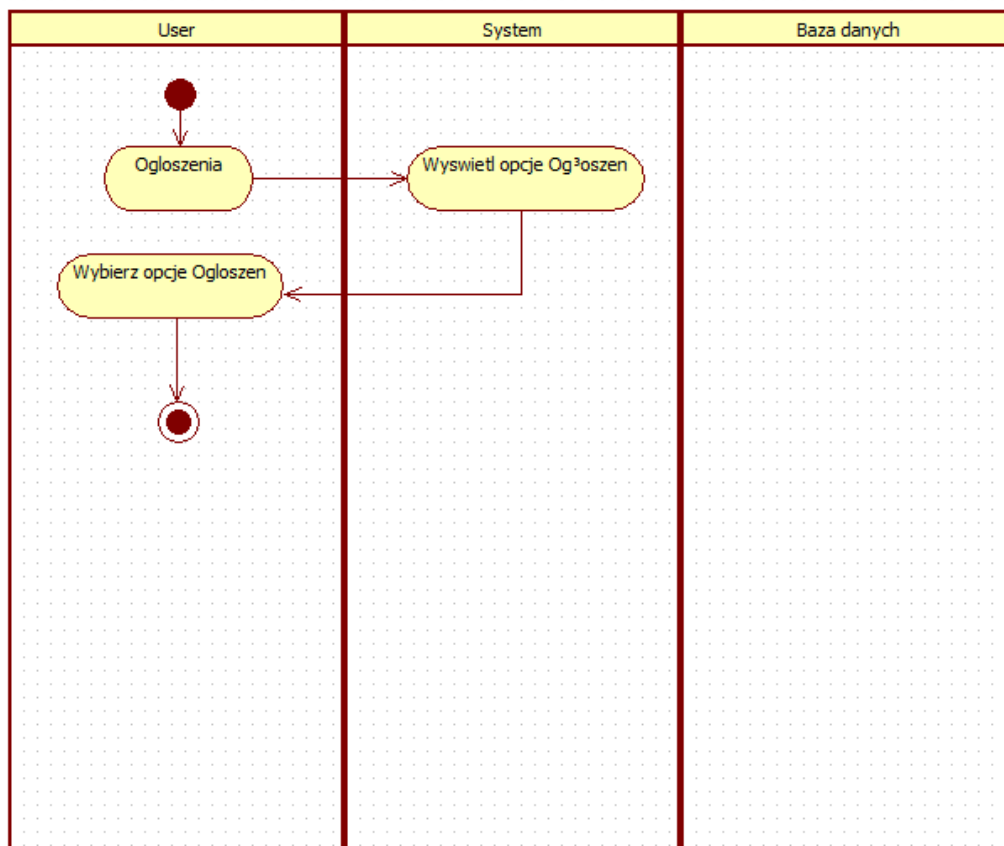 User
System
Baza danych
Ogloszenia
Wyswietl opcje Og³oszen
Wybierz opcje Ogloszen